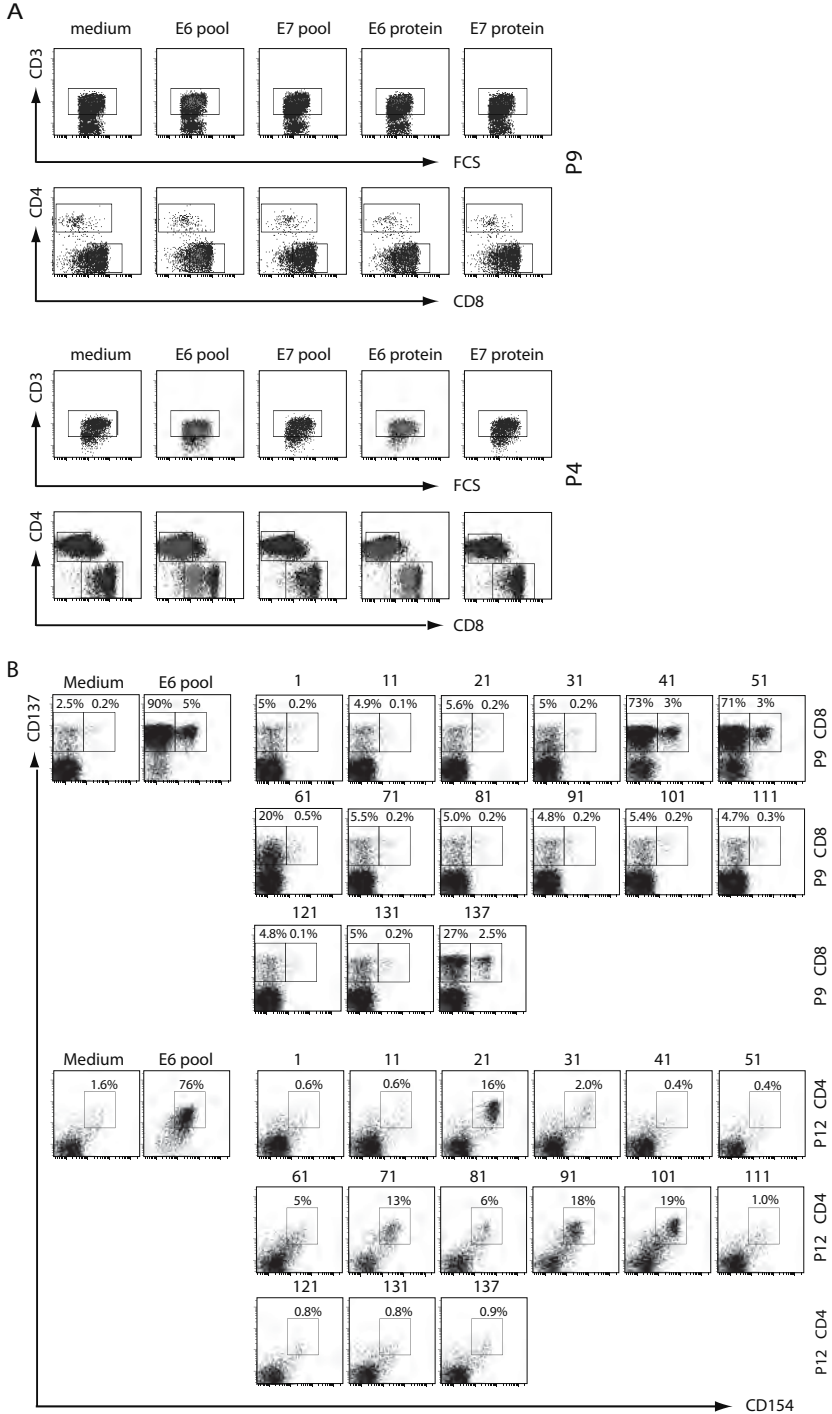 A
medium E6 pool E7 pool E6 protein E7 protein
CD3
FCS
P9
CD4
CD8
medium E6 pool E7 pool E6 protein E7 protein
CD3
FCS
P4
CD4
CD8
B
Medium E6 pool 1 11 21 31 41 51
CD137
2.5% 0.2% 90% 5% 5% 0.2% 4.9% 0.1% 5.6% 0.2% 5% 0.2% 73% 3% 71% 3%
P9 CD8
61 71 81 91 101 111
20% 0.5% 5.5% 0.2% 5.0% 0.2% 4.8% 0.2% 5.4% 0.2% 4.7% 0.3%
P9 CD8
121 131 137
4.8% 0.1% 5% 0.2% 27% 2.5%
P9 CD8
Medium E6 pool 1 11 21 31 41 51
1.6% 76% 0.6% 0.6% 16% 2.0% 0.4% 0.4%
P12 CD4
61 71 81 91 101 111
5% 13% 6% 18% 19% 1.0%
P12 CD4
121 131 137
0.8% 0.8% 0.9%
P12 CD4
CD154